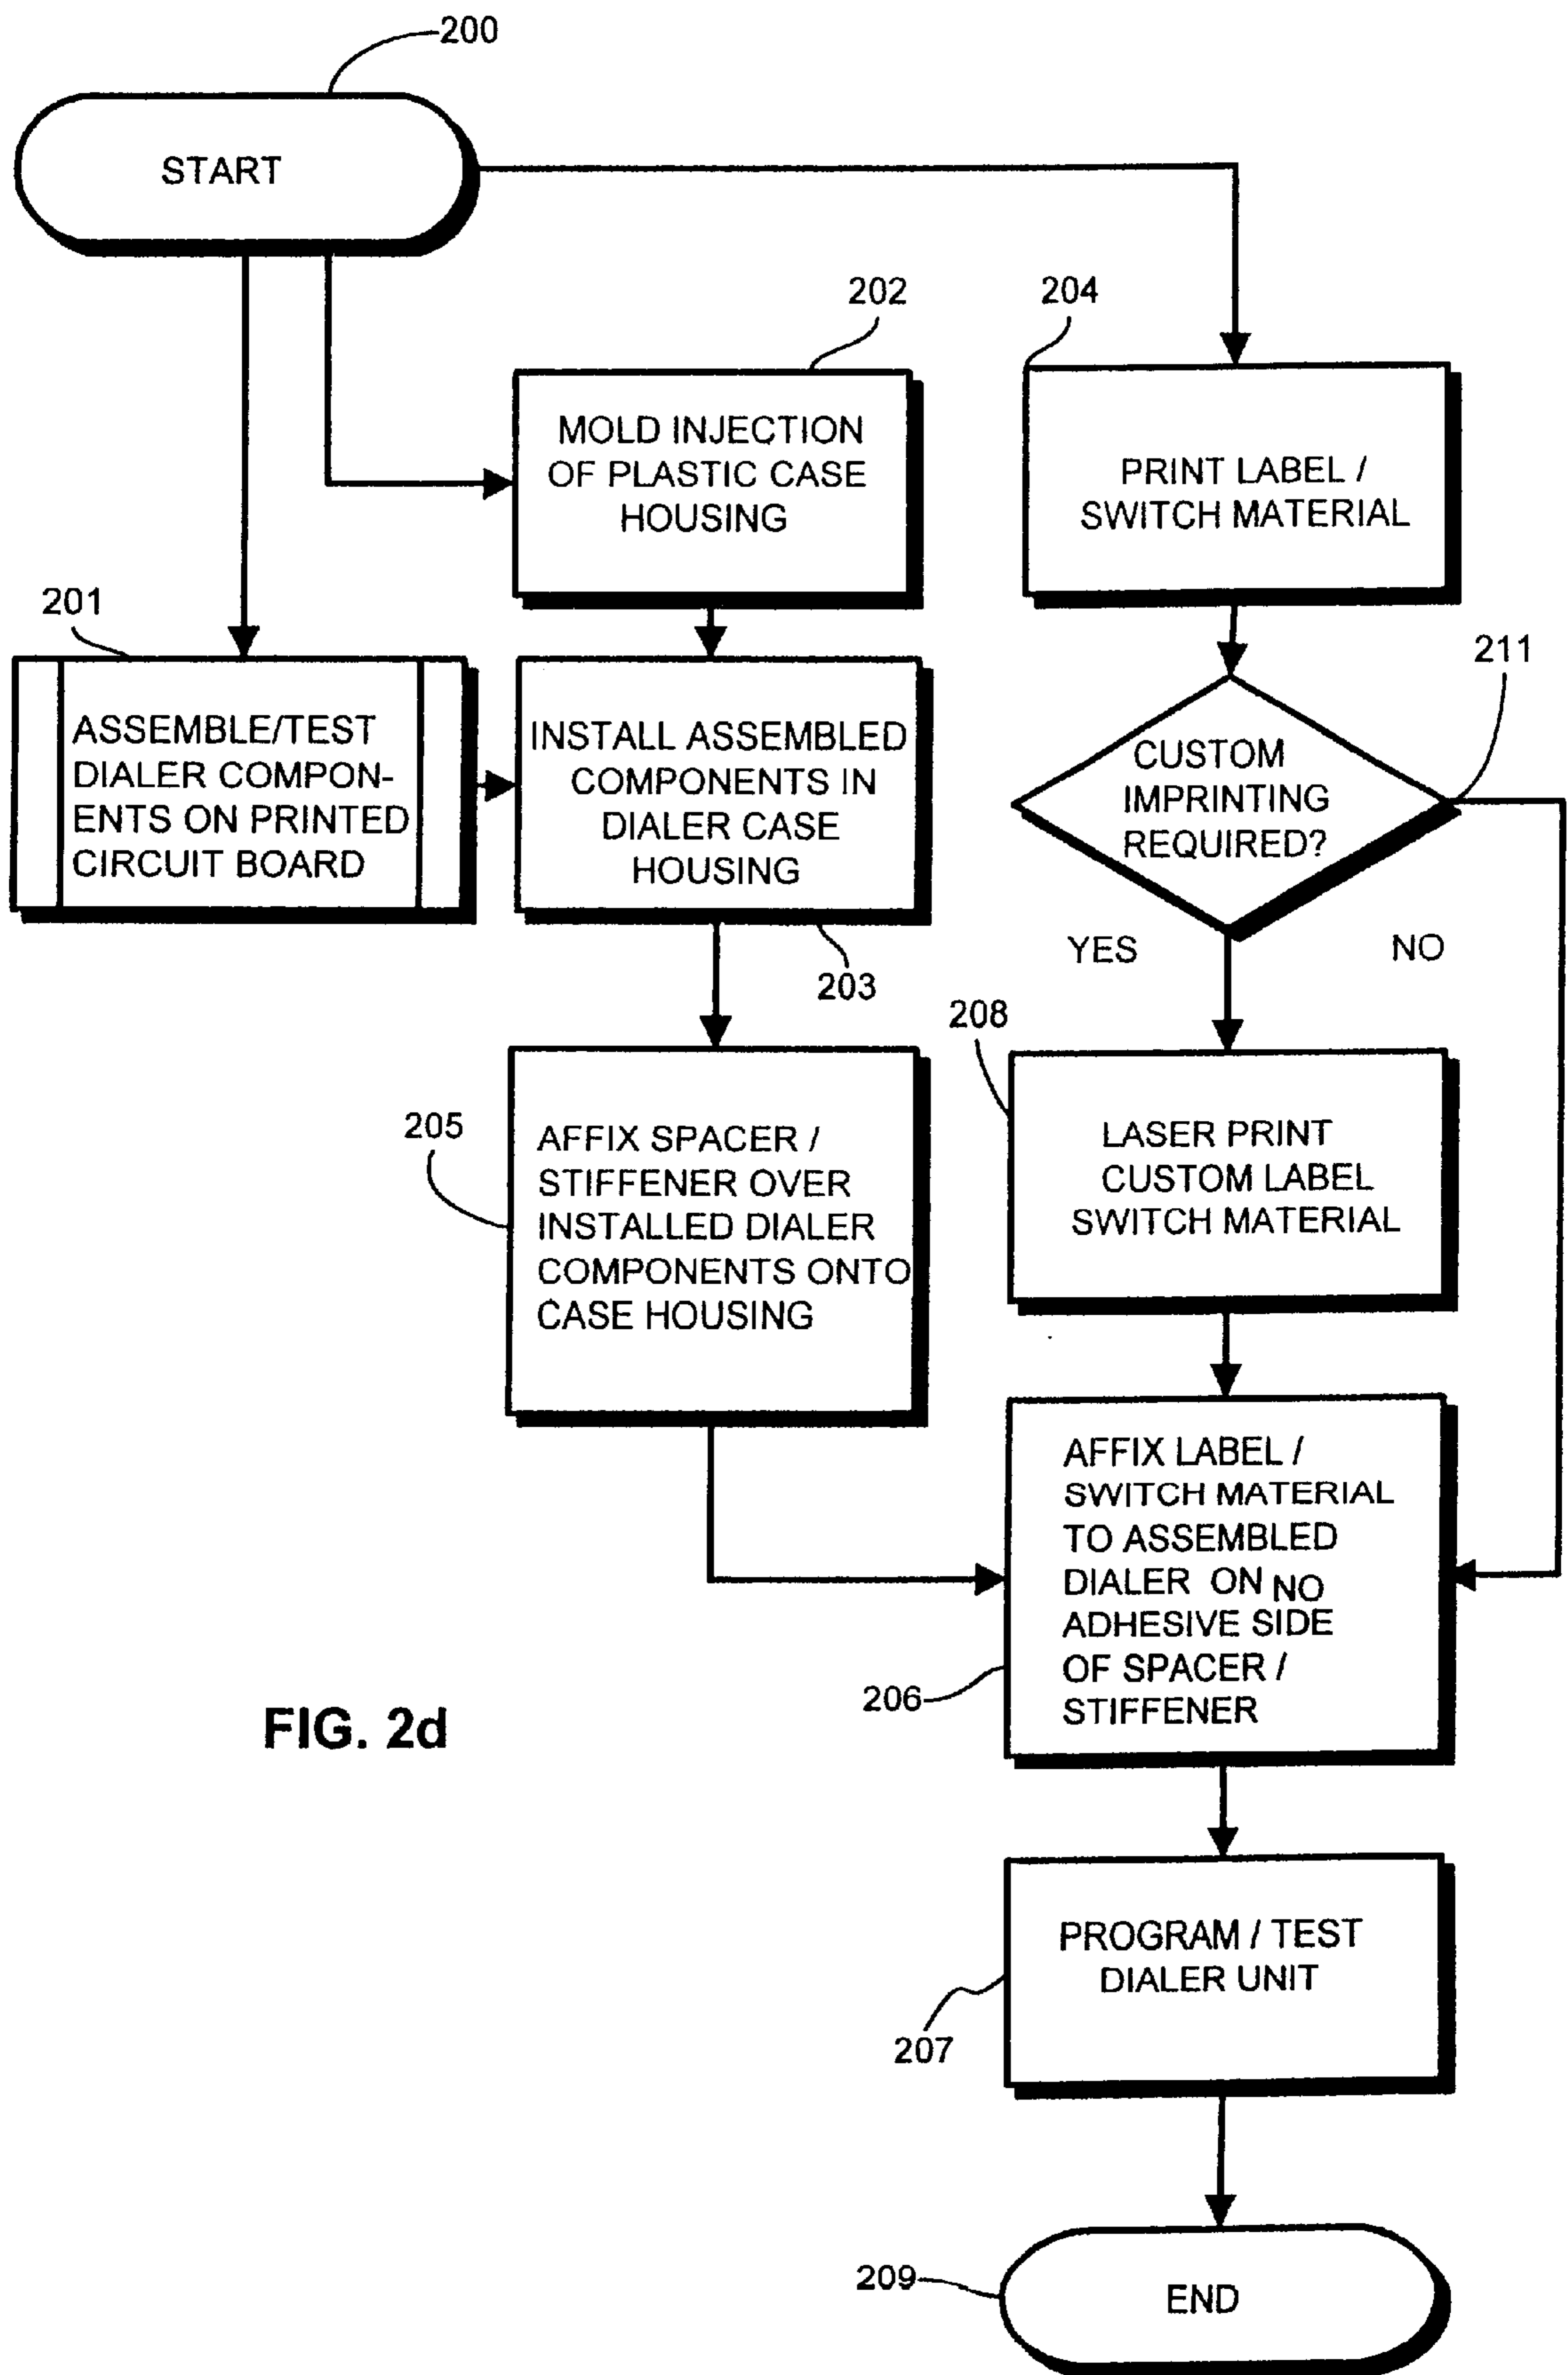 200
START
202
204
MOLD INJECTION
OF PLASTIC CASE
HOUSING
PRINT LABEL /
SWITCH MATERIAL
201
211
ASSEMBLE/TEST
DIALER COMPON-
ENTS ON PRINTED
CIRCUIT BOARD
INSTALL ASSEMBLED
COMPONENTS IN
DIALER CASE
HOUSING
CUSTOM
IMPRINTING
REQUIRED?
YES
NO
203
208
205
AFFIX SPACER /
STIFFENER OVER
INSTALLED DIALER
COMPONENTS ONTO
CASE HOUSING
LASER PRINT
CUSTOM LABEL
SWITCH MATERIAL
AFFIX LABEL /
SWITCH MATERIAL
TO ASSEMBLED
DIALER ON NO
ADHESIVE SIDE
OF SPACER /
STIFFENER
206
FIG. 2d
PROGRAM / TEST
DIALER UNIT
207
209
END